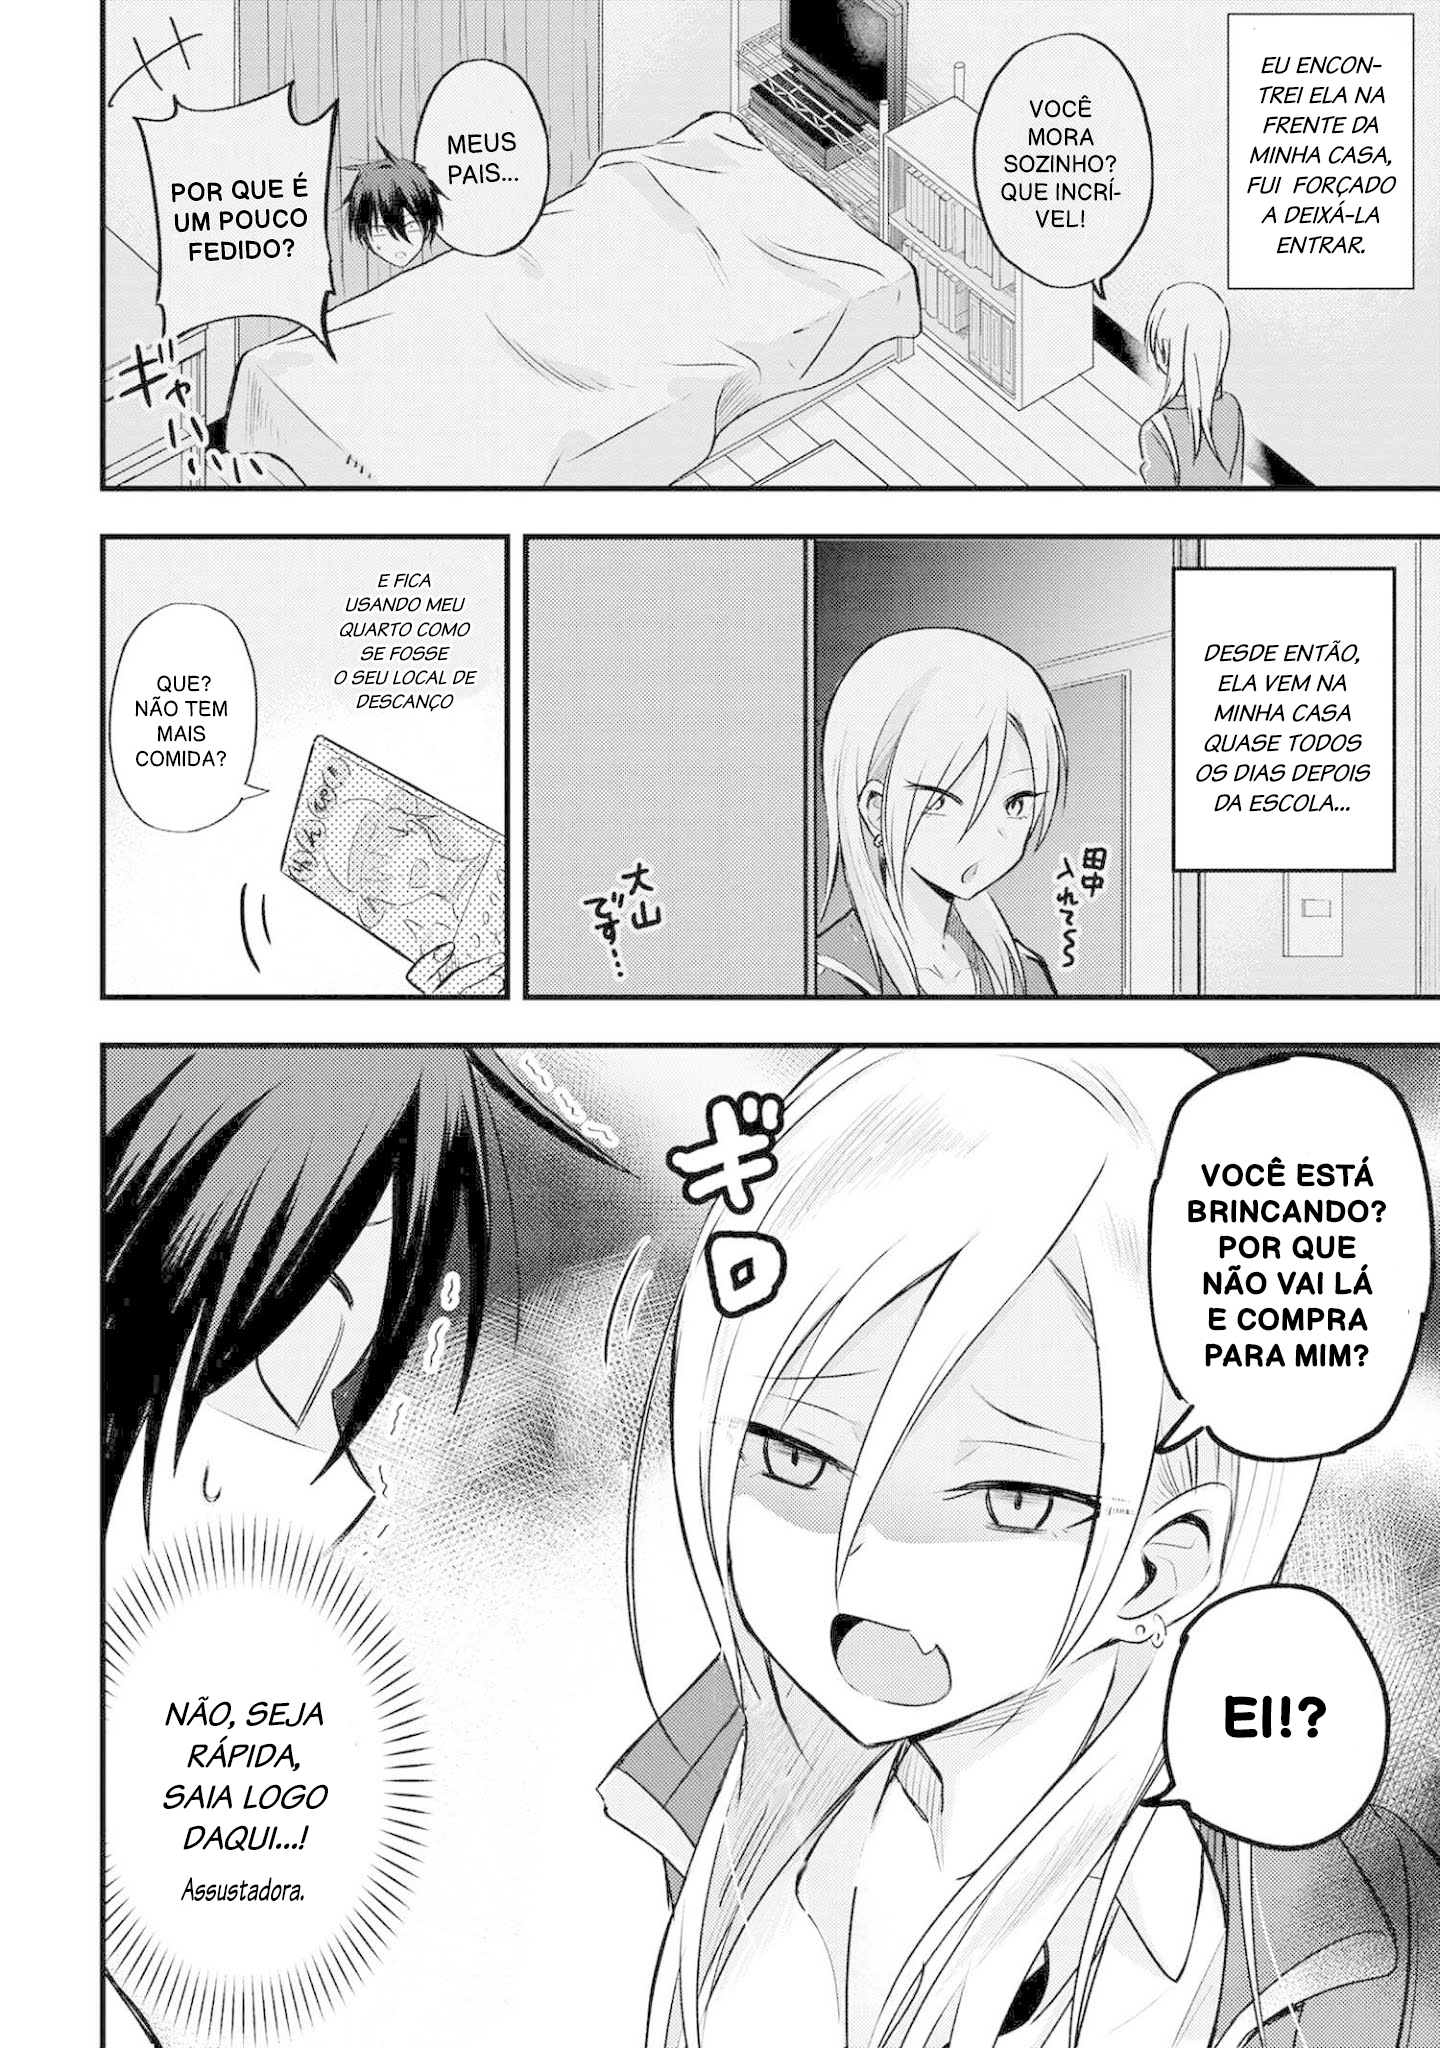 EU ENCON-
TREI ELA NA
FRENTE DA
MINHA CASA,
FUI FORÇADO
A DEIXÁ-LA
ENTRAR.
VOCÊ
MORA
SOZINHO?
QUE INCRÍ-
VEL!
MEUS
PAIS...
POR QUE É
UM POUCO
FEDIDO?
ギャ
いい
DESDE ENTÃO,
ELA VEM NA
MINHA CASA
QUASE TODOS
OS DIAS DEPOIS
DA ESCOLA...
田中
入れて〜
大山
です…
E FICA
USANDO MEU
QUARTO COMO
SE FOSSE
O SEU LOCAL DE
DESCANÇO
QUE?
NÃO TEM
MAIS
COMIDA?
VOCÊ ESTÁ
BRINCANDO?
POR QUE
NÃO VAI LÁ
E COMPRA
PARA MIM?
ギロ
EI!?
NÃO, SEJA
RÁPIDA,
SAIA LOGO
DAQUI...!
Assustadora.